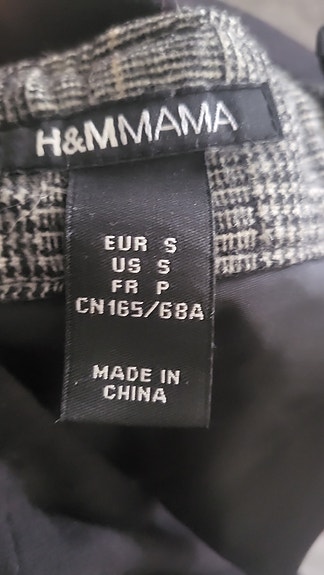 H&MMAMA
EUR S
US S
FR P
CN165/68A
MADE IN
CHINA